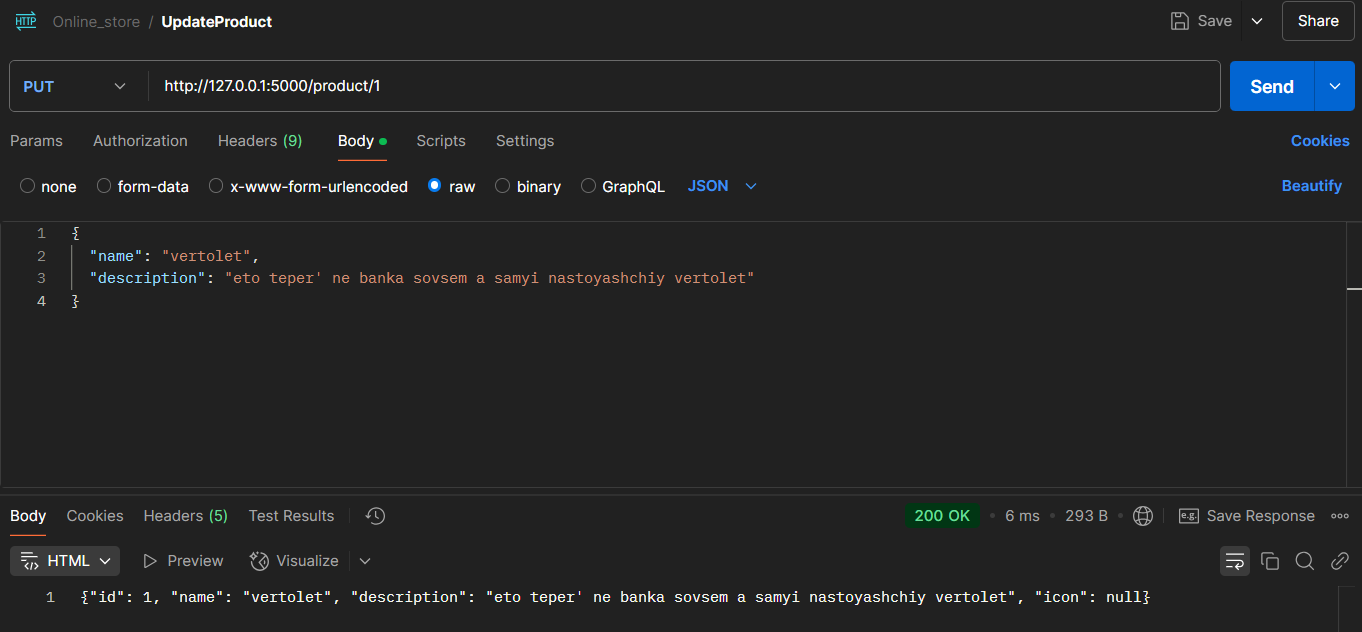 HTTP Online_store / UpdateProduct Save Share
PUT http://127.0.0.1:5000/product/1 Send
Params Authorization Headers (9) Body Scripts Settings Cookies
none form-data x-www-form-urlencoded raw binary GraphQL JSON Beautify
1 {
2 "name": "vertolet",
3 "description": "eto teper' ne banka sovsem a samyi nastoyashchiy vertolet"
4 }
Body Cookies Headers (5) Test Results 200 OK • 6 ms • 293 B • e.g. Save Response
HTML Preview Visualize
1 {"id": 1, "name": "vertolet", "description": "eto teper' ne banka sovsem a samyi nastoyashchiy vertolet", "icon": null}